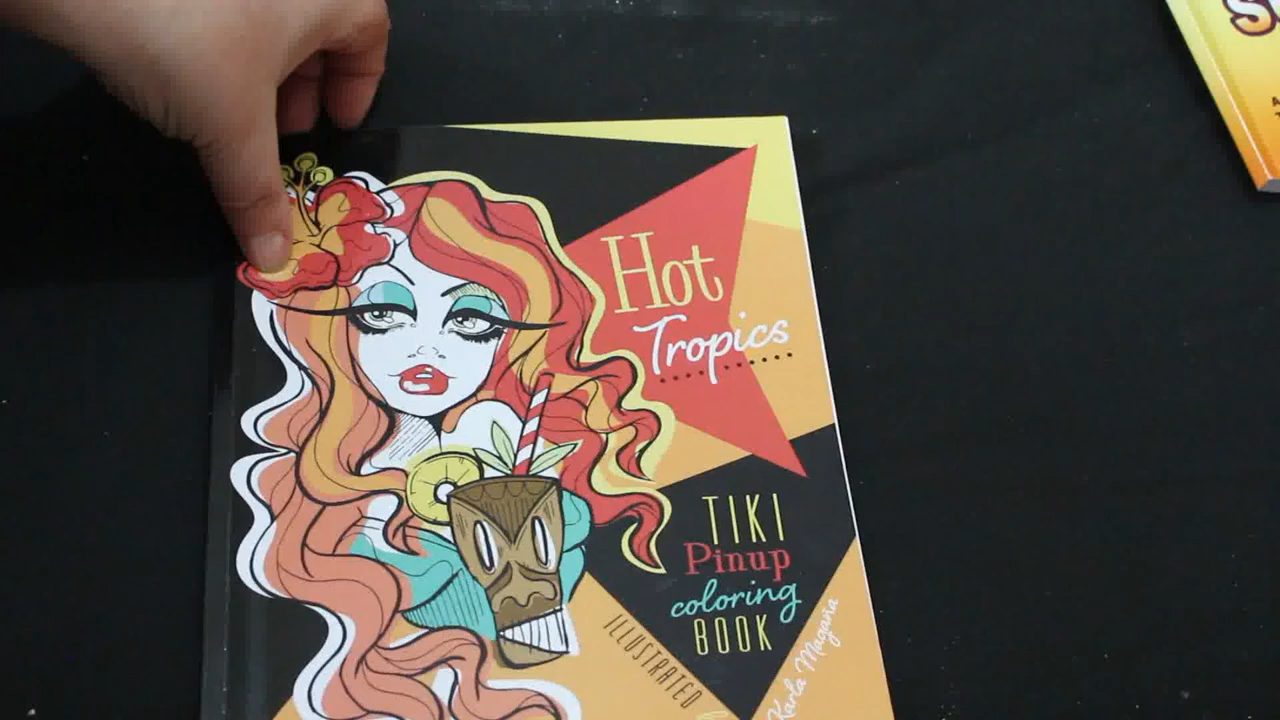 Hot
Tropics
TIKI
Pinup
coloring
BOOK
ILLUSTRATED
Karla Magaña